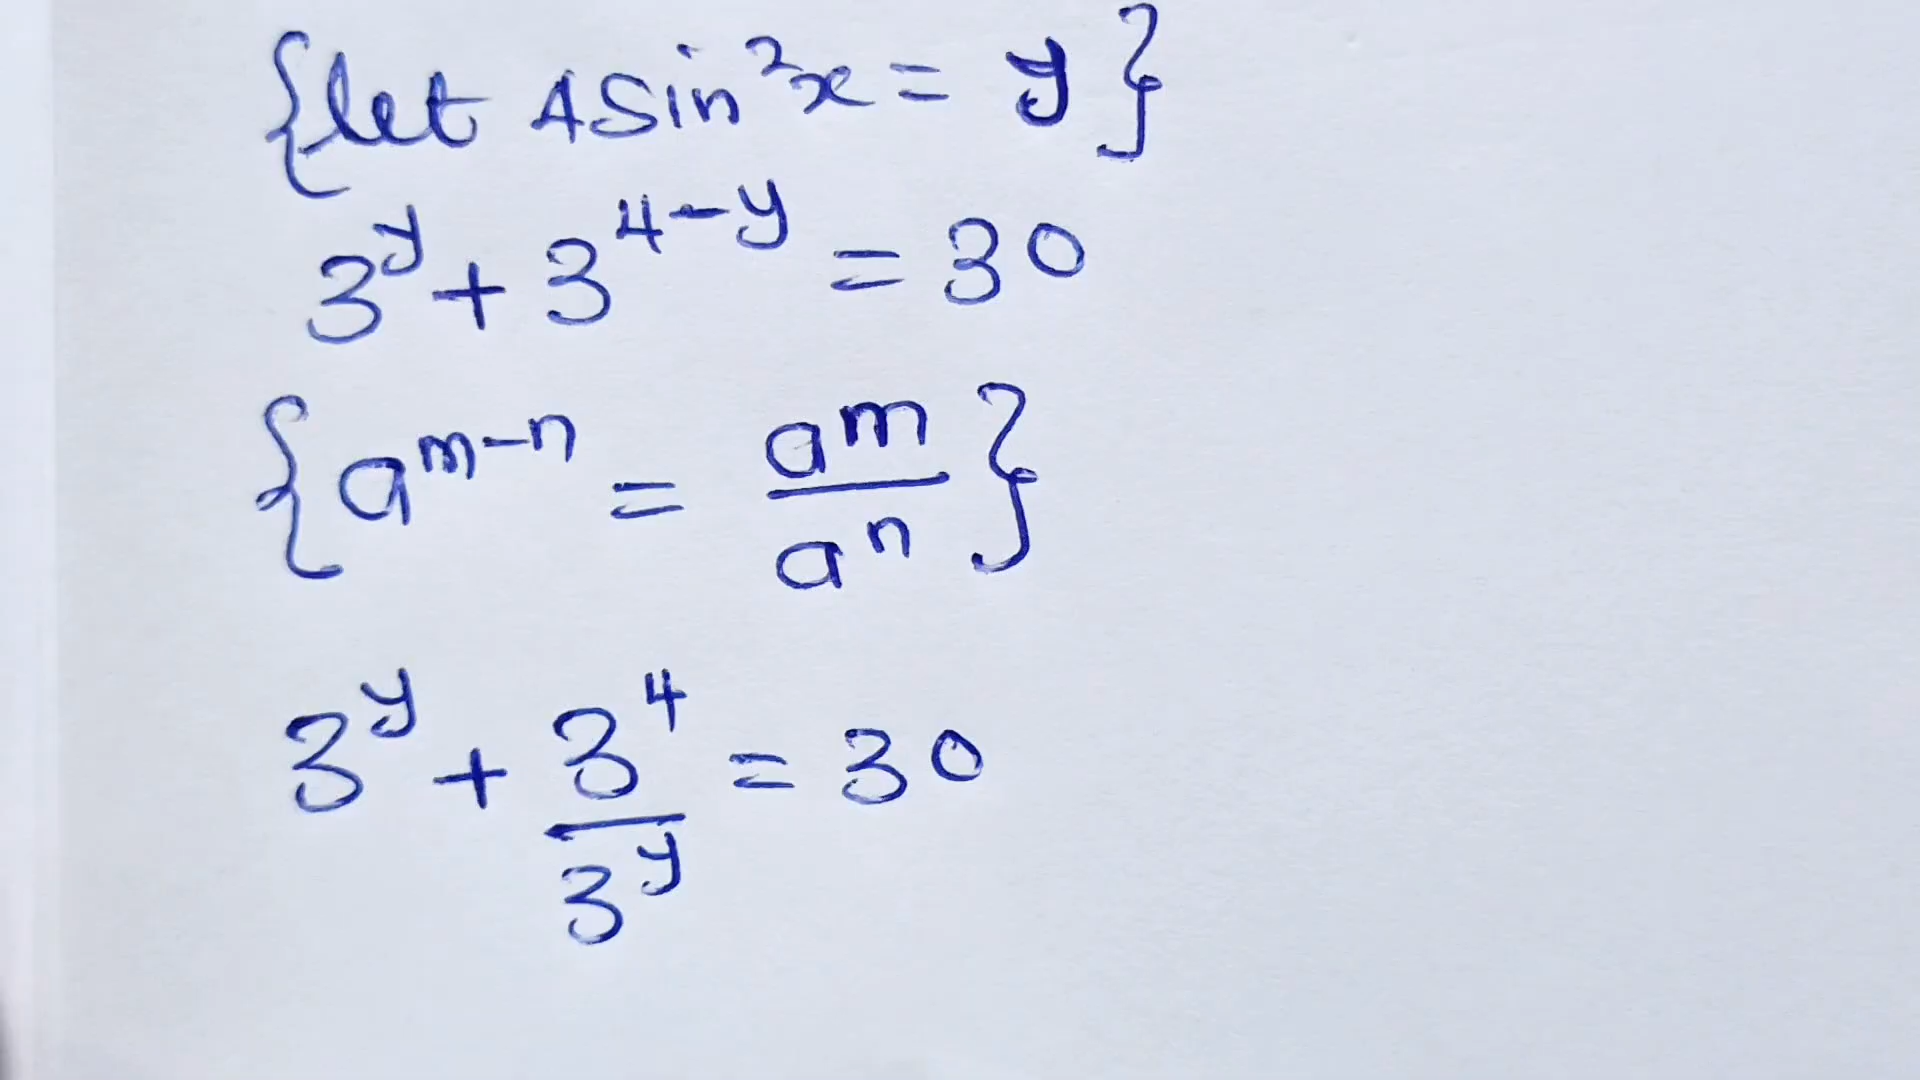 {let 4Sin²x = y}
3^y + 3^(4-y) = 30
{a^(m-n) = a^m / a^n}
3^y + 3^4 / 3^y = 30